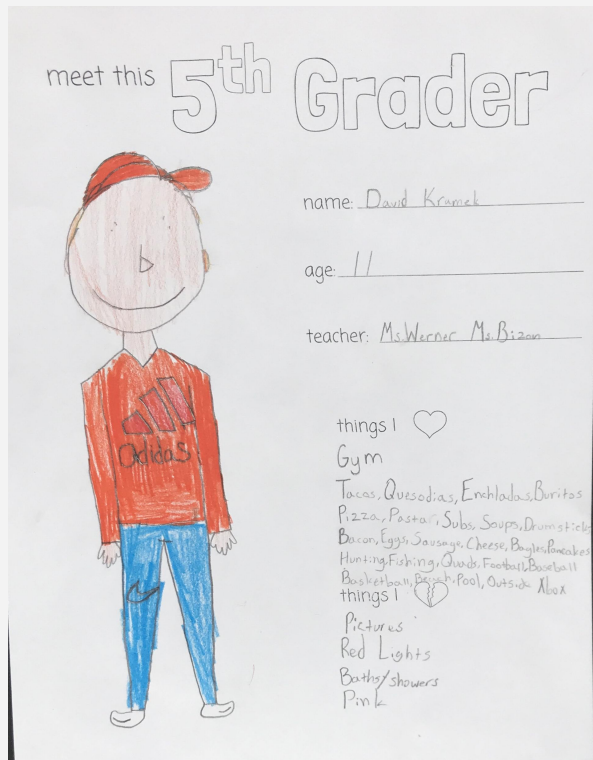 meet this 5th Grader
name: David Kramek
age: 11
teacher: Ms. Werner Ms. Bizan
adidas
things I
Gym
Tacos, Quesodias, Enchladas, Buritos
Pizza, Pasta, Subs, Soups, Drumsticks
Bacon, Eggs, Sausage, Cheese, Bagles, Pancakes
Hunting, Fishing, Quads, Football, Baseball
Basketball, Beach, Pool, Outside Xbox
things I
Pictures
Red Lights
Baths/showers
Pink